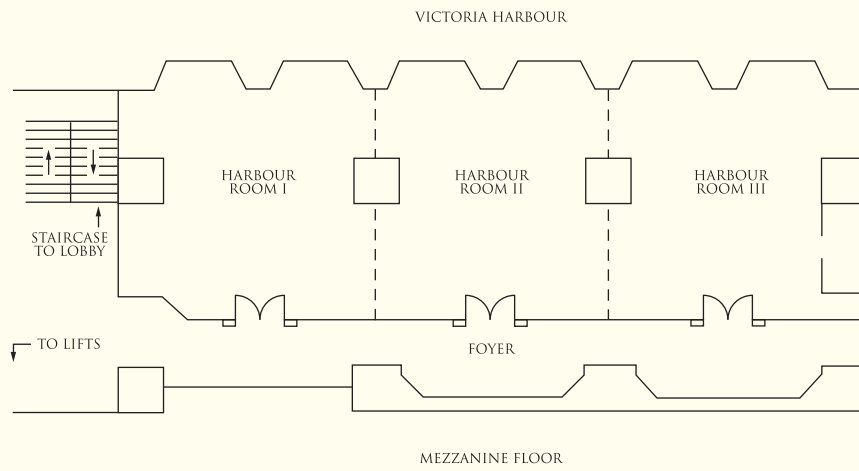 VICTORIA HARBOUR
HARBOUR
ROOM I
HARBOUR
ROOM II
HARBOUR
ROOM III
STAIRCASE
TO LOBBY
TO LIFTS
FOYER
MEZZANINE FLOOR